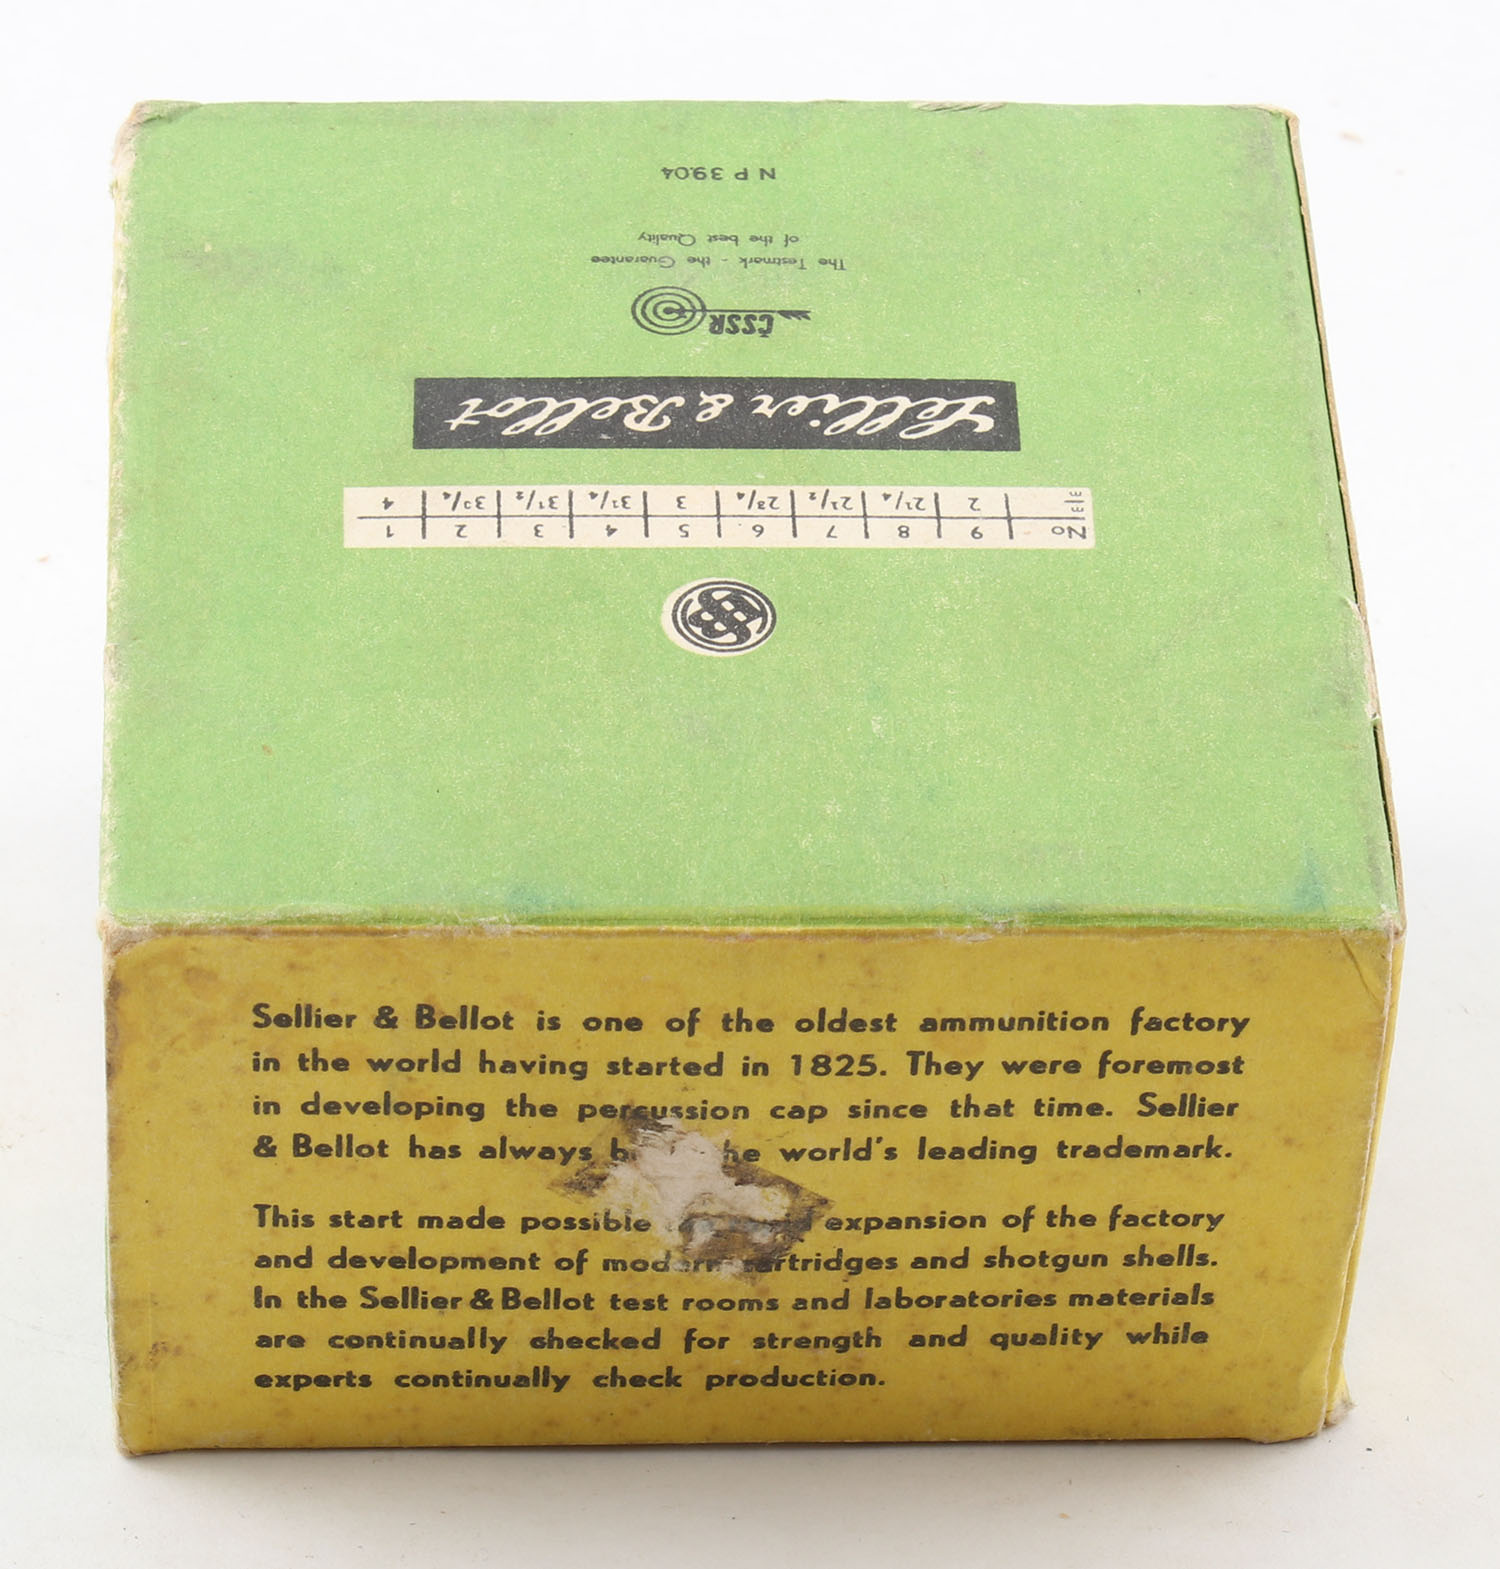 N P 39.04
The Testmark - the Guarantee
of the best Quality
ČSSR
Sellier & Bellot
No 9 8 7 6 5 4 3 2 1
m/m 2 2¹/₄ 2¹/₂ 2³/₄ 3 3¹/₄ 3¹/₂ 3³/₄ 4
Sellier & Bellot is one of the oldest ammunition factory
in the world having started in 1825. They were foremost
in developing the percussion cap since that time. Sellier
& Bellot has always world's leading trademark.
This start made possible expansion of the factory
and development of modern cartridges and shotgun shells.
In the Sellier & Bellot test rooms and laboratories materials
are continually checked for strength and quality while
experts continually check production.